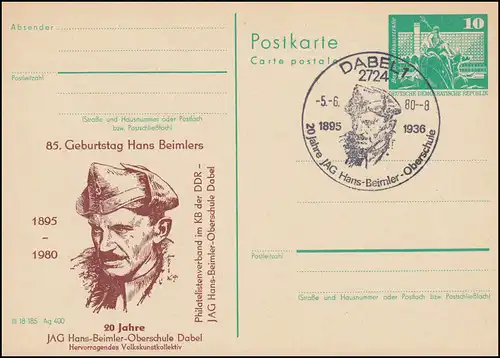 Absender
Postleitzahl
(Straße und Hausnummer oder Postfach
bzw. Postschließfach)
85. Geburtstag Hans Beimlers
1895
–
1980
Philatelistenverband im KB der DDR –
JAG Hans-Beimler-Oberschule Dabel
III 18 185 Ag 400
20 Jahre
JAG Hans-Beimler-Oberschule Dabel
Hervorragendes Volkskunstkollektiv
Postkarte
Carte postale
10
DEUTSCHE DEMOKRATISCHE REPUBLIK
DABEL 1
2724
-5.-6. 80--8
1895 1936
20 Jahre JAG Hans-Beimler-Oberschule
Postleitzahl
(Straße und Hausnummer oder Postfach bzw. Postschließfach)